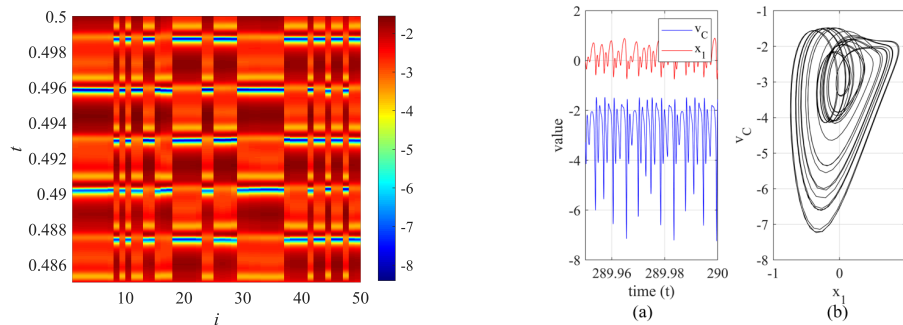 0.5
0.498
0.496
0.494
0.492
0.49
0.488
0.486
t
10 20 30 40 50
i
-2
-3
-4
-5
-6
-7
-8
2
0
-2
-4
-6
-8
value
v_C
x_1
289.96 289.98 290
time (t)
(a)
-1
-2
-3
-4
-5
-6
-7
-8
v_C
-1 0
x_1
(b)